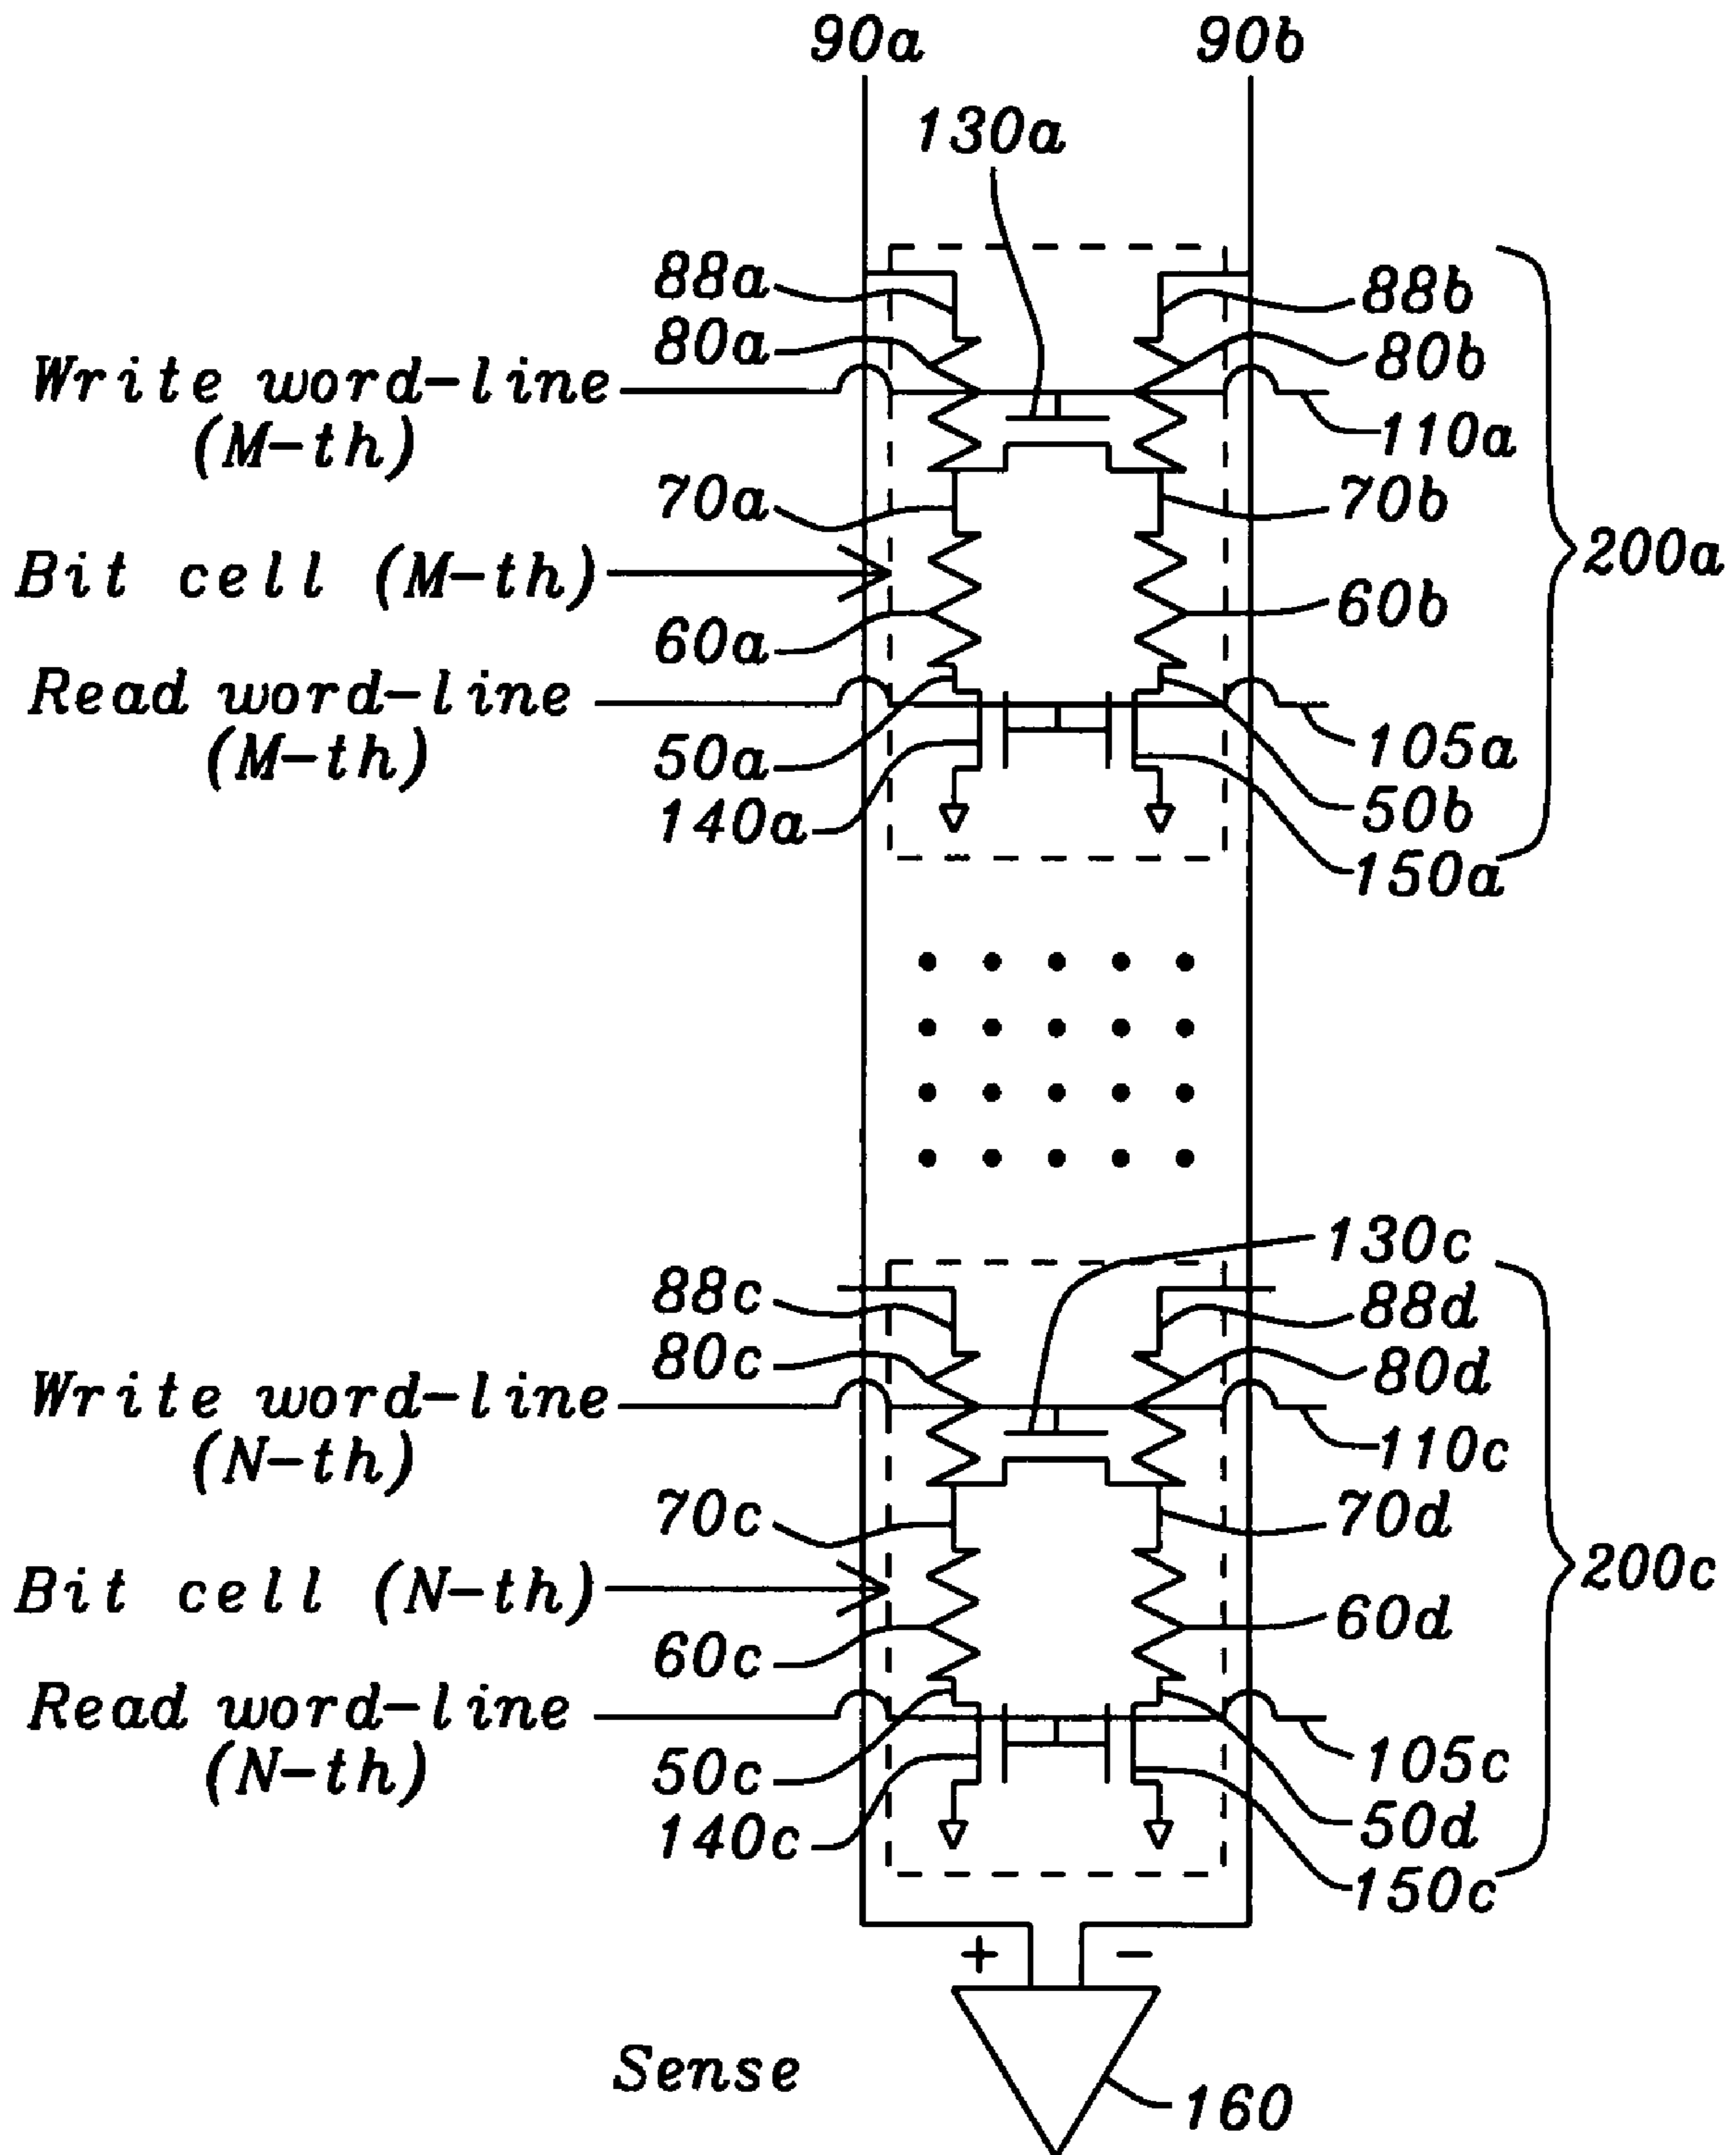 90a 90b
130a
88a 88b
80a 80b
Write word-line
(M-th)
110a
70a 70b
200a
Bit cell (M-th)
60a 60b
Read word-line
(M-th)
50a 105a
140a 50b
150a
130c
88c 88d
80c 80d
Write word-line
(N-th)
110c
70c 70d
200c
Bit cell (N-th)
60c 60d
Read word-line
(N-th)
50c 105c
140c 50d
150c
+ −
Sense
160